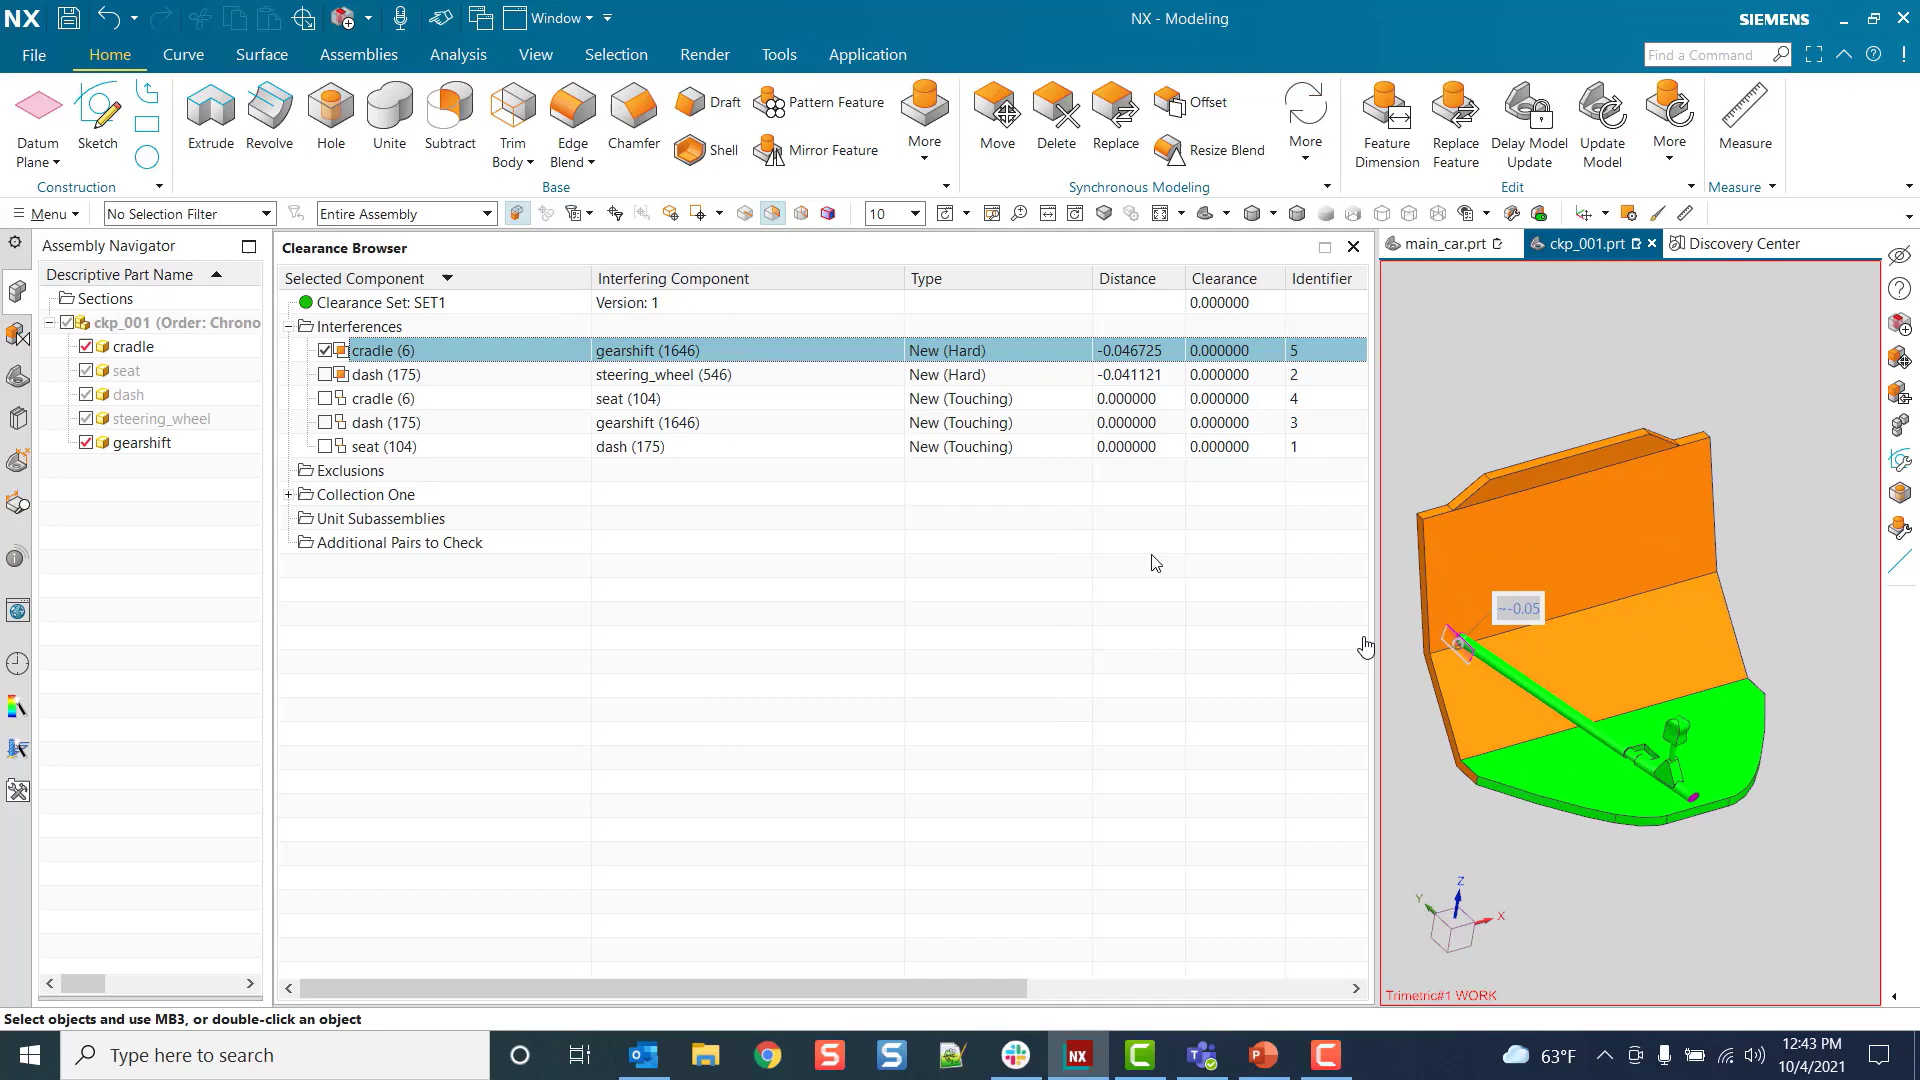 NX
Window
NX - Modeling
SIEMENS
File
Home
Curve
Surface
Assemblies
Analysis
View
Selection
Render
Tools
Application
Find a Command
Datum Plane
Sketch
Extrude
Revolve
Hole
Unite
Subtract
Trim Body
Edge Blend
Chamfer
Draft
Shell
Pattern Feature
Mirror Feature
More
Move
Delete
Replace
Offset
Resize Blend
More
Feature Dimension
Replace Feature
Delay Model Update
Update Model
More
Measure
Construction
Base
Synchronous Modeling
Edit
Measure
Menu
No Selection Filter
Entire Assembly
10
Assembly Navigator
Descriptive Part Name
Sections
ckp_001 (Order: Chrono
cradle
seat
dash
steering_wheel
gearshift
Clearance Browser
Selected Component Interfering Component Type Distance Clearance Identifier
Clearance Set: SET1 Version: 1 0.000000
Interferences
cradle (6) gearshift (1646) New (Hard) -0.046725 0.000000 5
dash (175) steering_wheel (546) New (Hard) -0.041121 0.000000 2
cradle (6) seat (104) New (Touching) 0.000000 0.000000 4
dash (175) gearshift (1646) New (Touching) 0.000000 0.000000 3
seat (104) dash (175) New (Touching) 0.000000 0.000000 1
Exclusions
Collection One
Unit Subassemblies
Additional Pairs to Check
main_car.prt
ckp_001.prt
Discovery Center
~-0.05
Z
Y
X
Trimetric#1 WORK
Select objects and use MB3, or double-click an object
Type here to search
NX
63°F
12:43 PM
10/4/2021